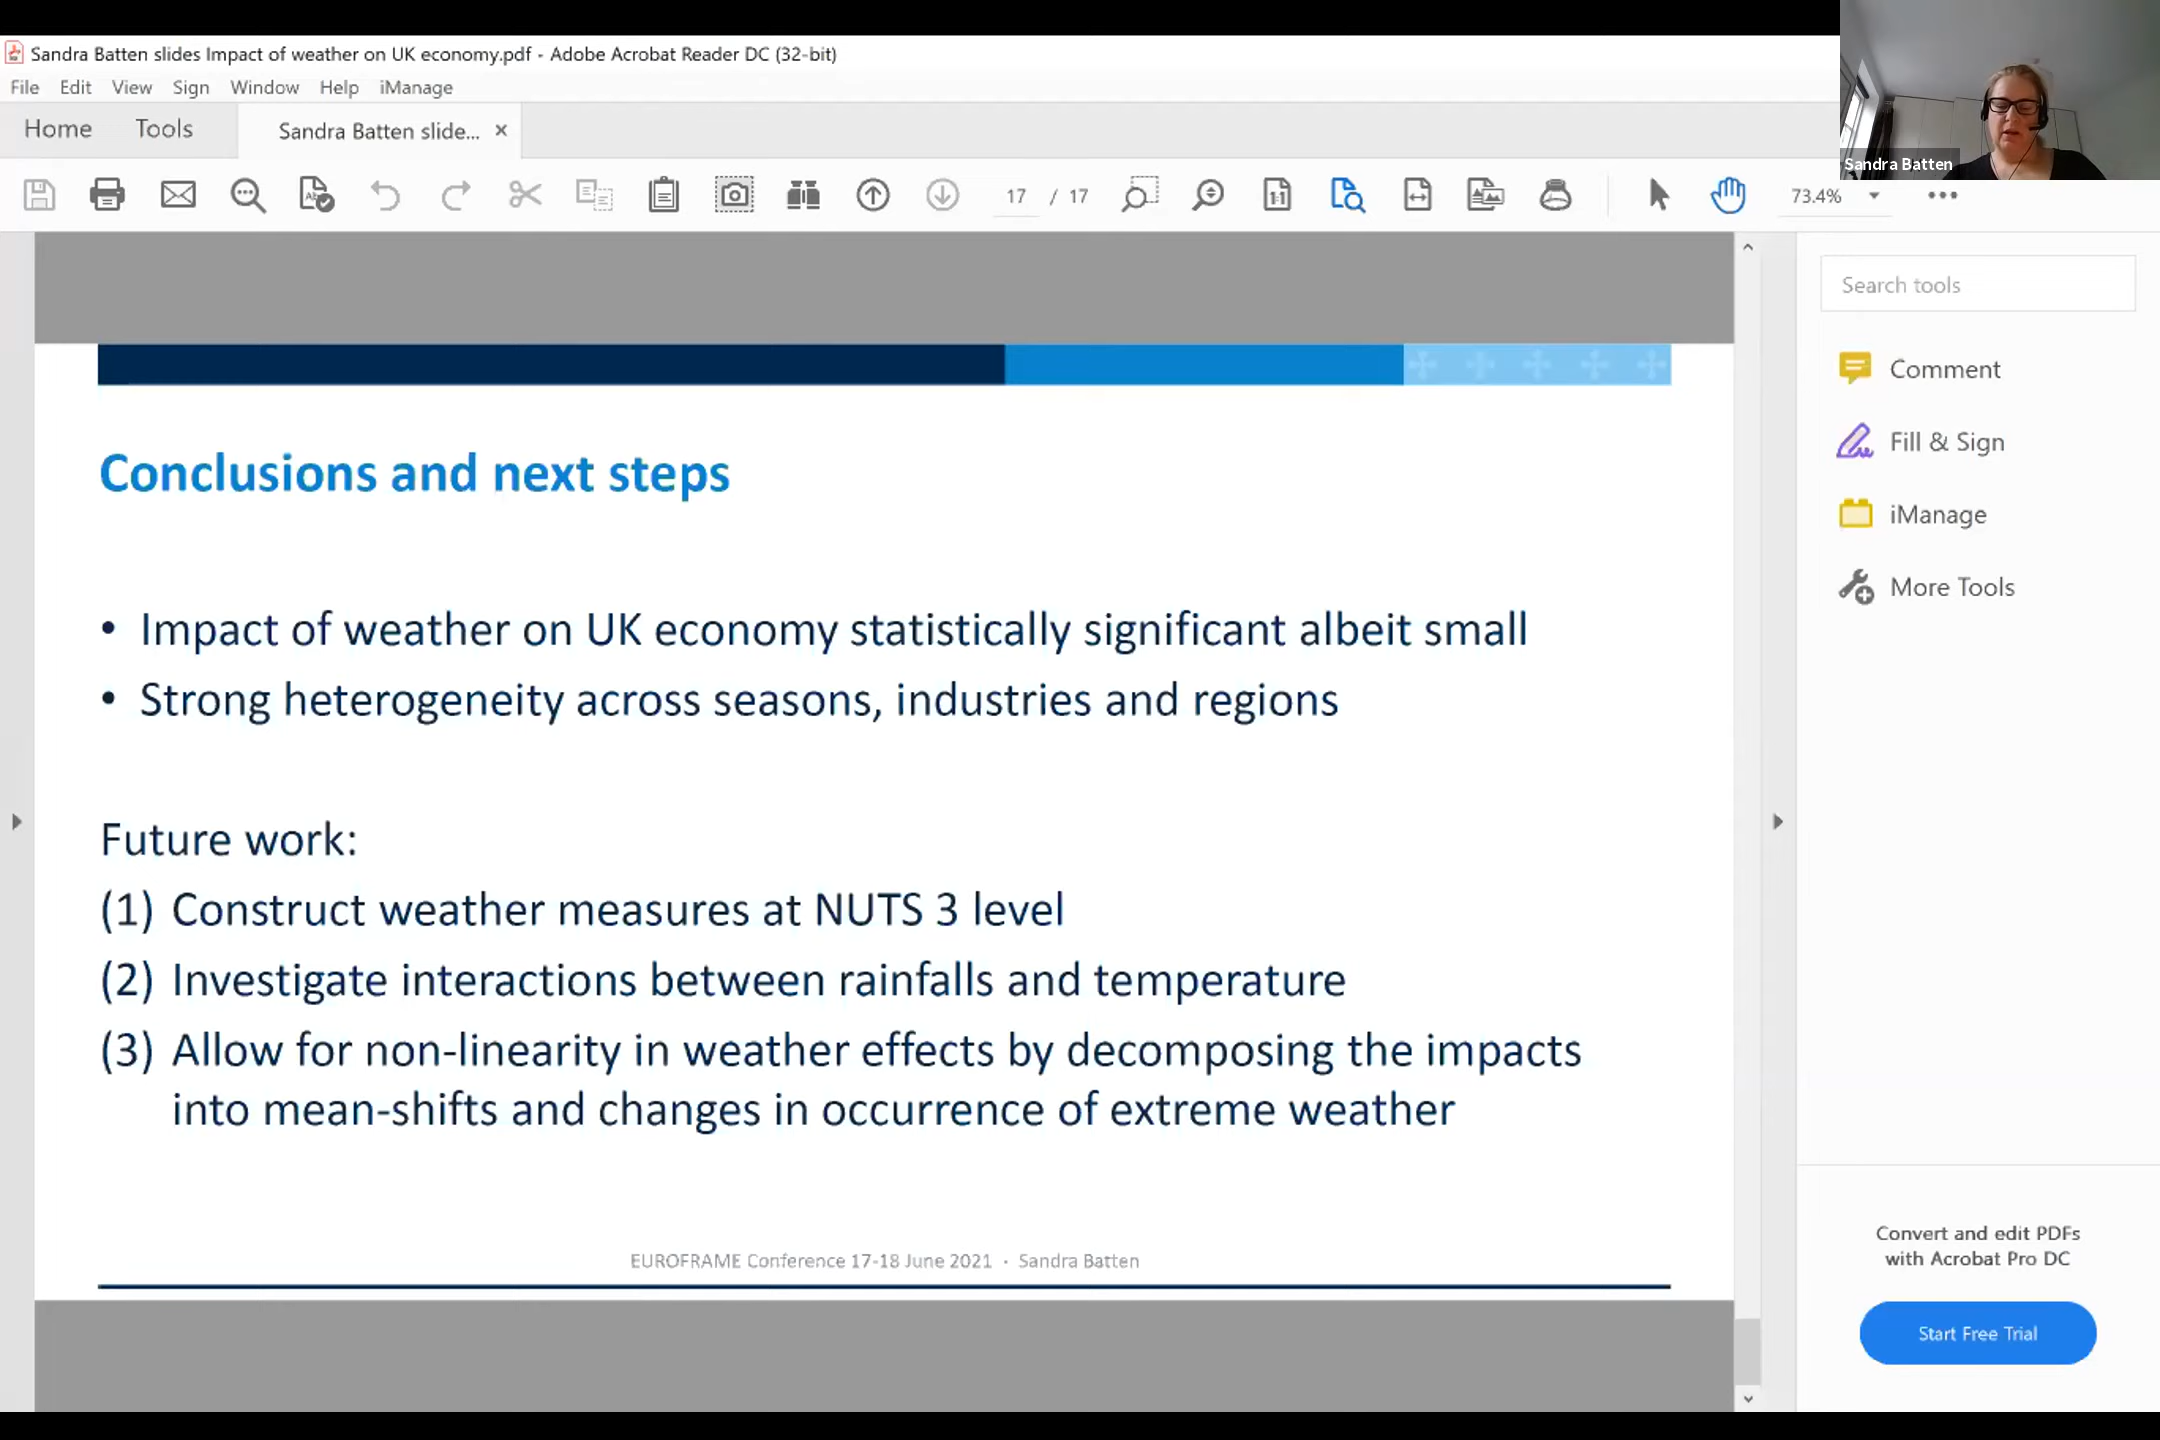 Sandra Batten slides Impact of weather on UK economy.pdf - Adobe Acrobat Reader DC (32-bit)
File Edit View Sign Window Help iManage
Home Tools Sandra Batten slide... ×
17 / 17 73.4%
Sandra Batten
Search tools
Comment
Fill & Sign
iManage
More Tools
Convert and edit PDFs
with Acrobat Pro DC
Start Free Trial
Conclusions and next steps
• Impact of weather on UK economy statistically significant albeit small
• Strong heterogeneity across seasons, industries and regions
Future work:
(1) Construct weather measures at NUTS 3 level
(2) Investigate interactions between rainfalls and temperature
(3) Allow for non-linearity in weather effects by decomposing the impacts
into mean-shifts and changes in occurrence of extreme weather
EUROFRAME Conference 17-18 June 2021 · Sandra Batten